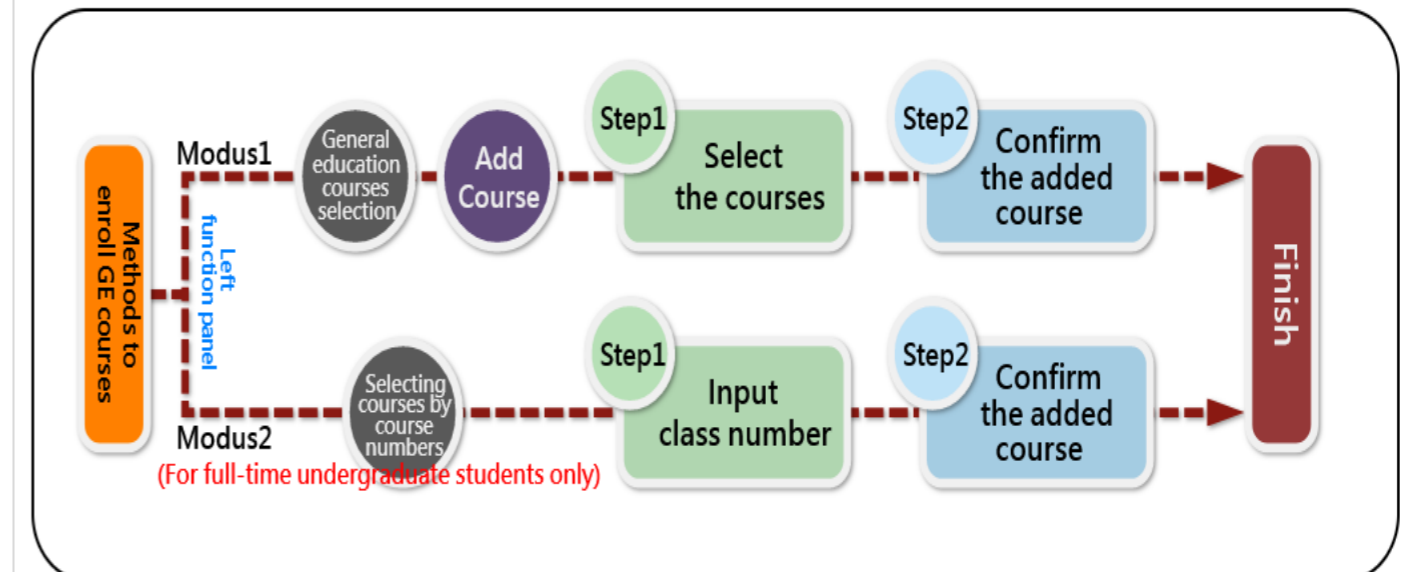 Methods to
enroll GE courses
Left
function panel
Modus1
General
education
courses
selection
Add
Course
Step1
Select
the courses
Step2
Confirm
the added
course
Modus2
(For full-time undergraduate students only)
Selecting
courses by
course
numbers
Step1
Input
class number
Step2
Confirm
the added
course
Finish